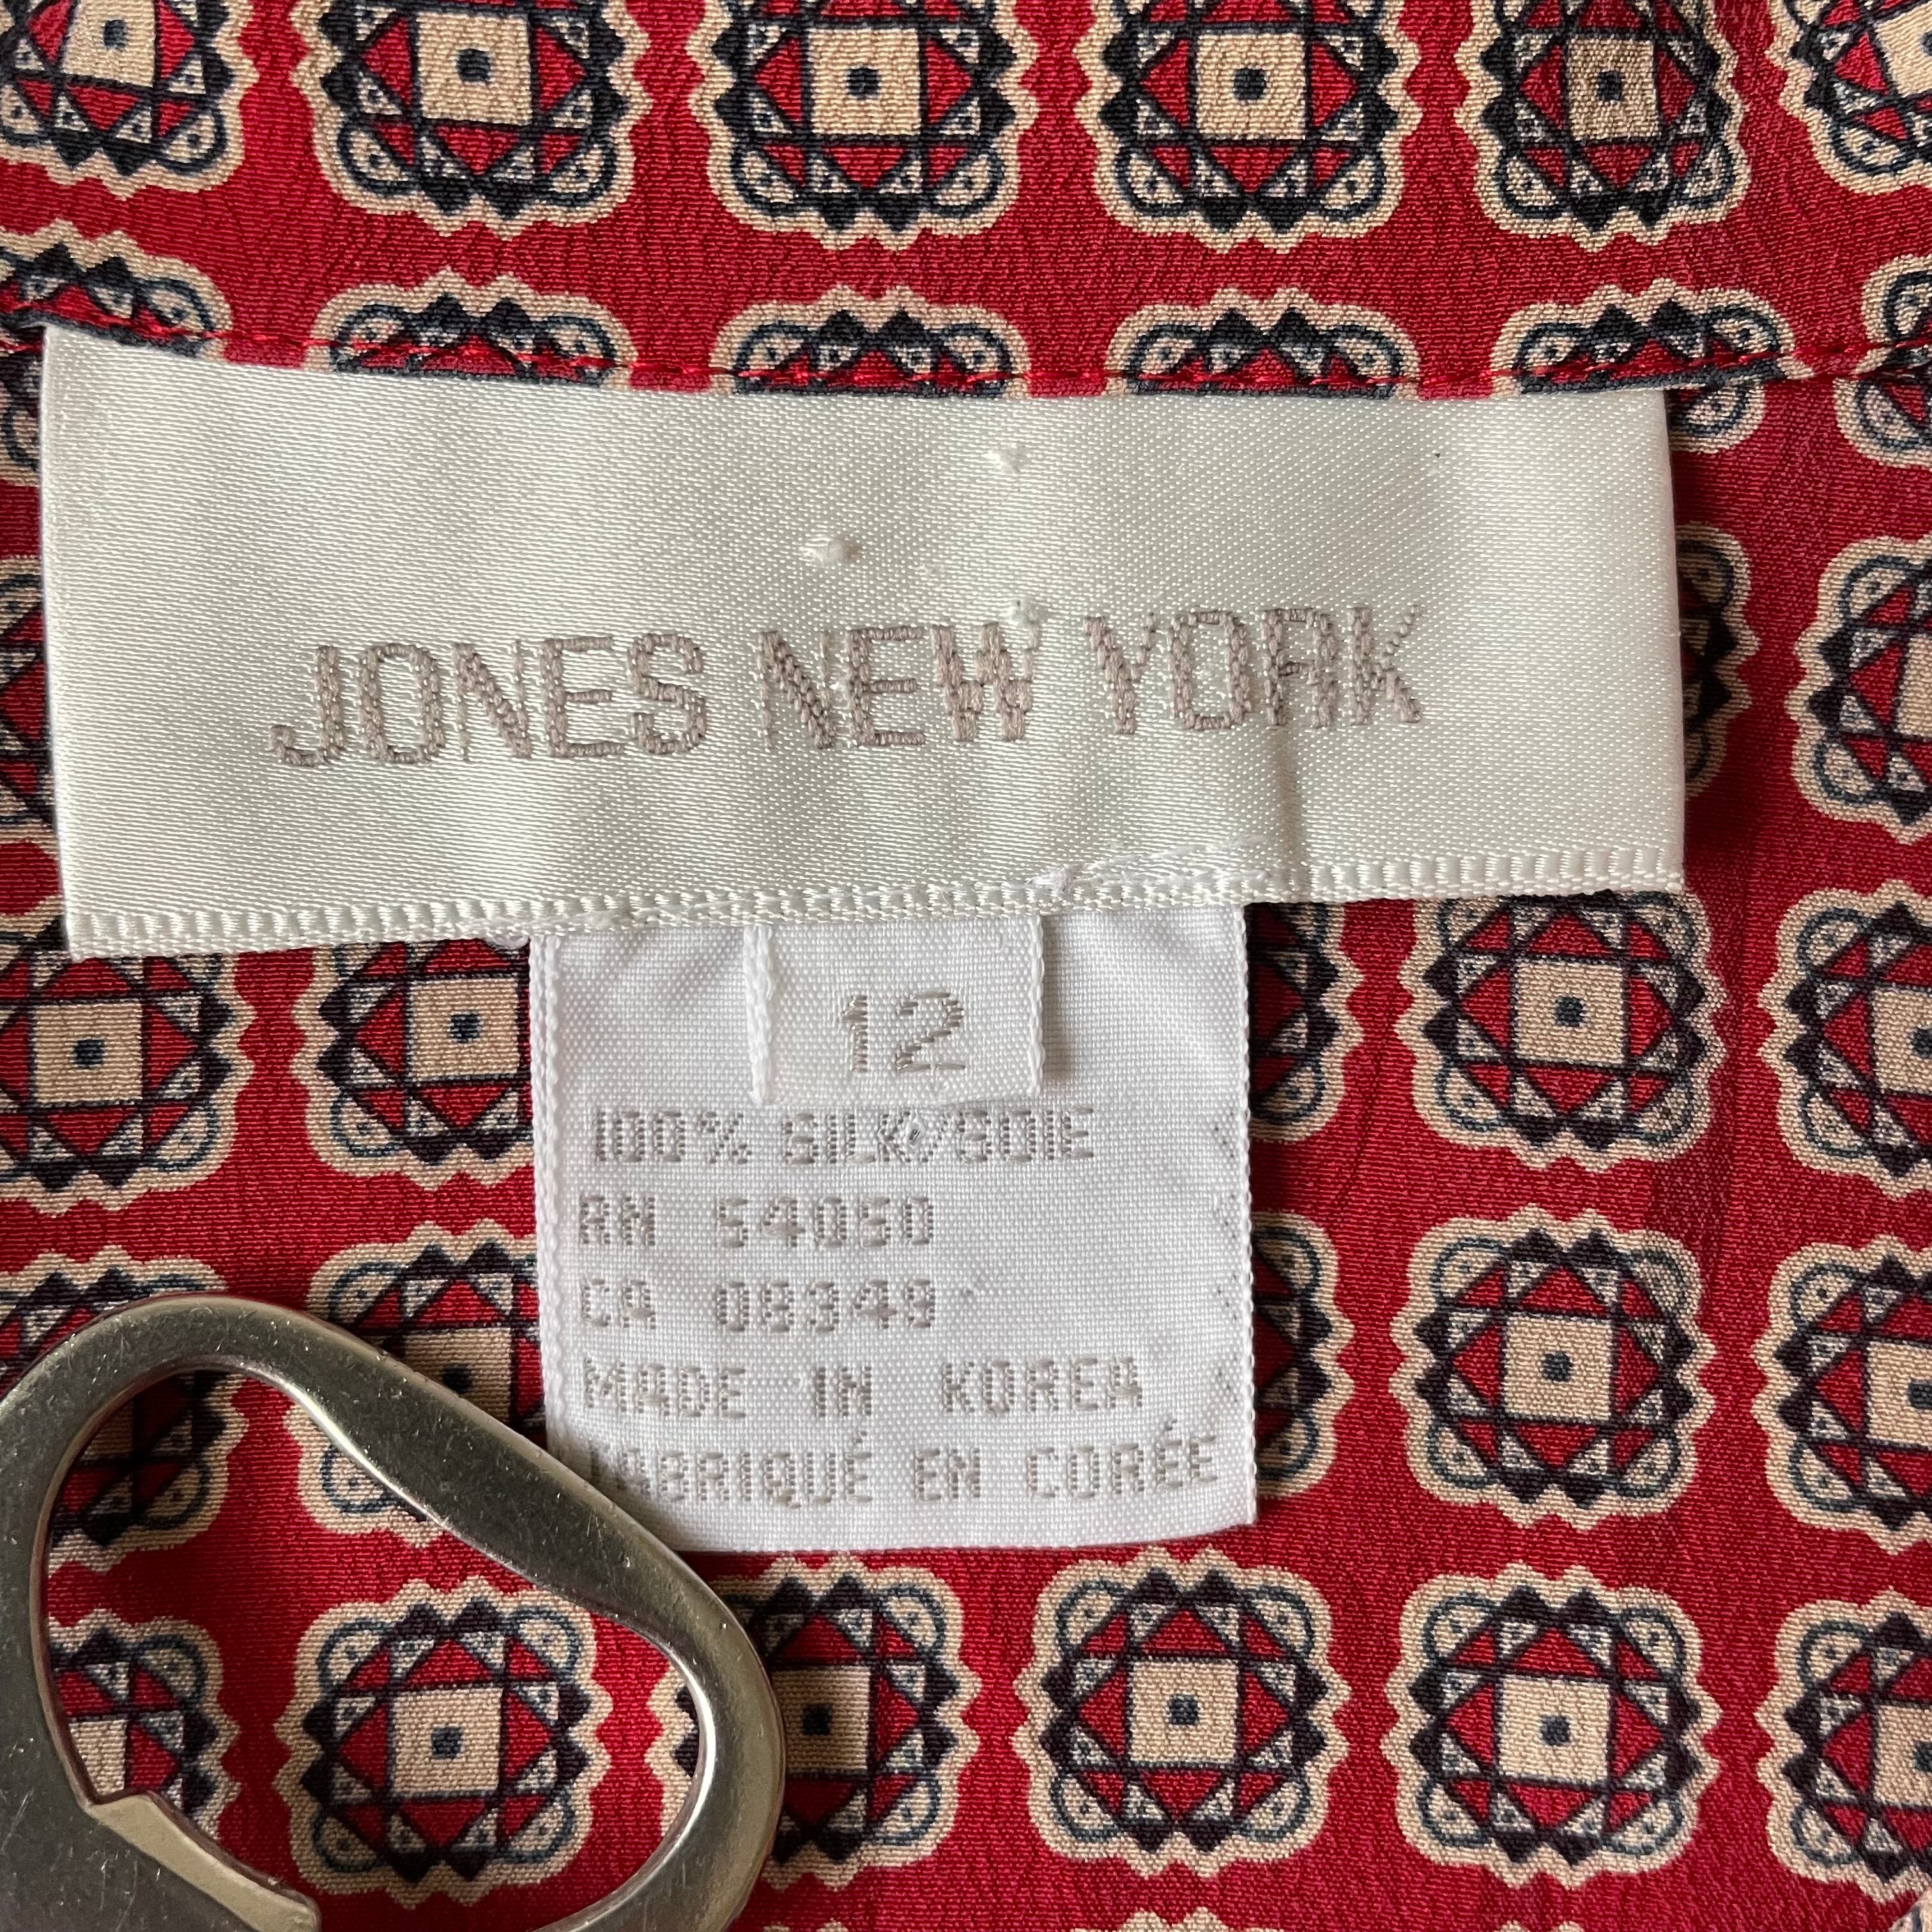 JONES NEW YORK
12
100% SILK/SOIE
RN 54050
CA 08349
MADE IN KOREA
FABRIQUÉ EN CORÉE